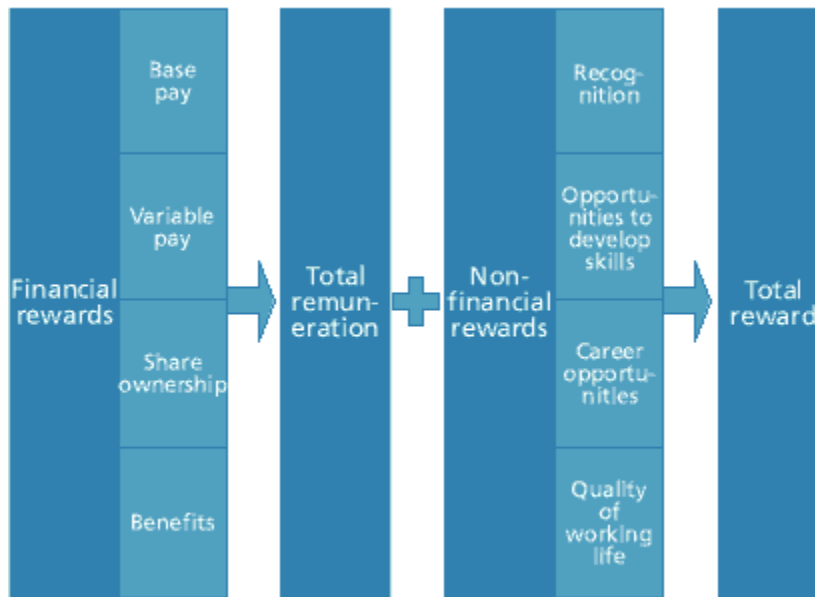 Financial
rewards
Base
pay
Variable
pay
Share
ownership
Benefits
Total
remun-
eration
Non-
financial
rewards
Recog-
nition
Opportu-
nities to
develop
skills
Career
opportu-
nities
Quality
of
working
life
Total
reward